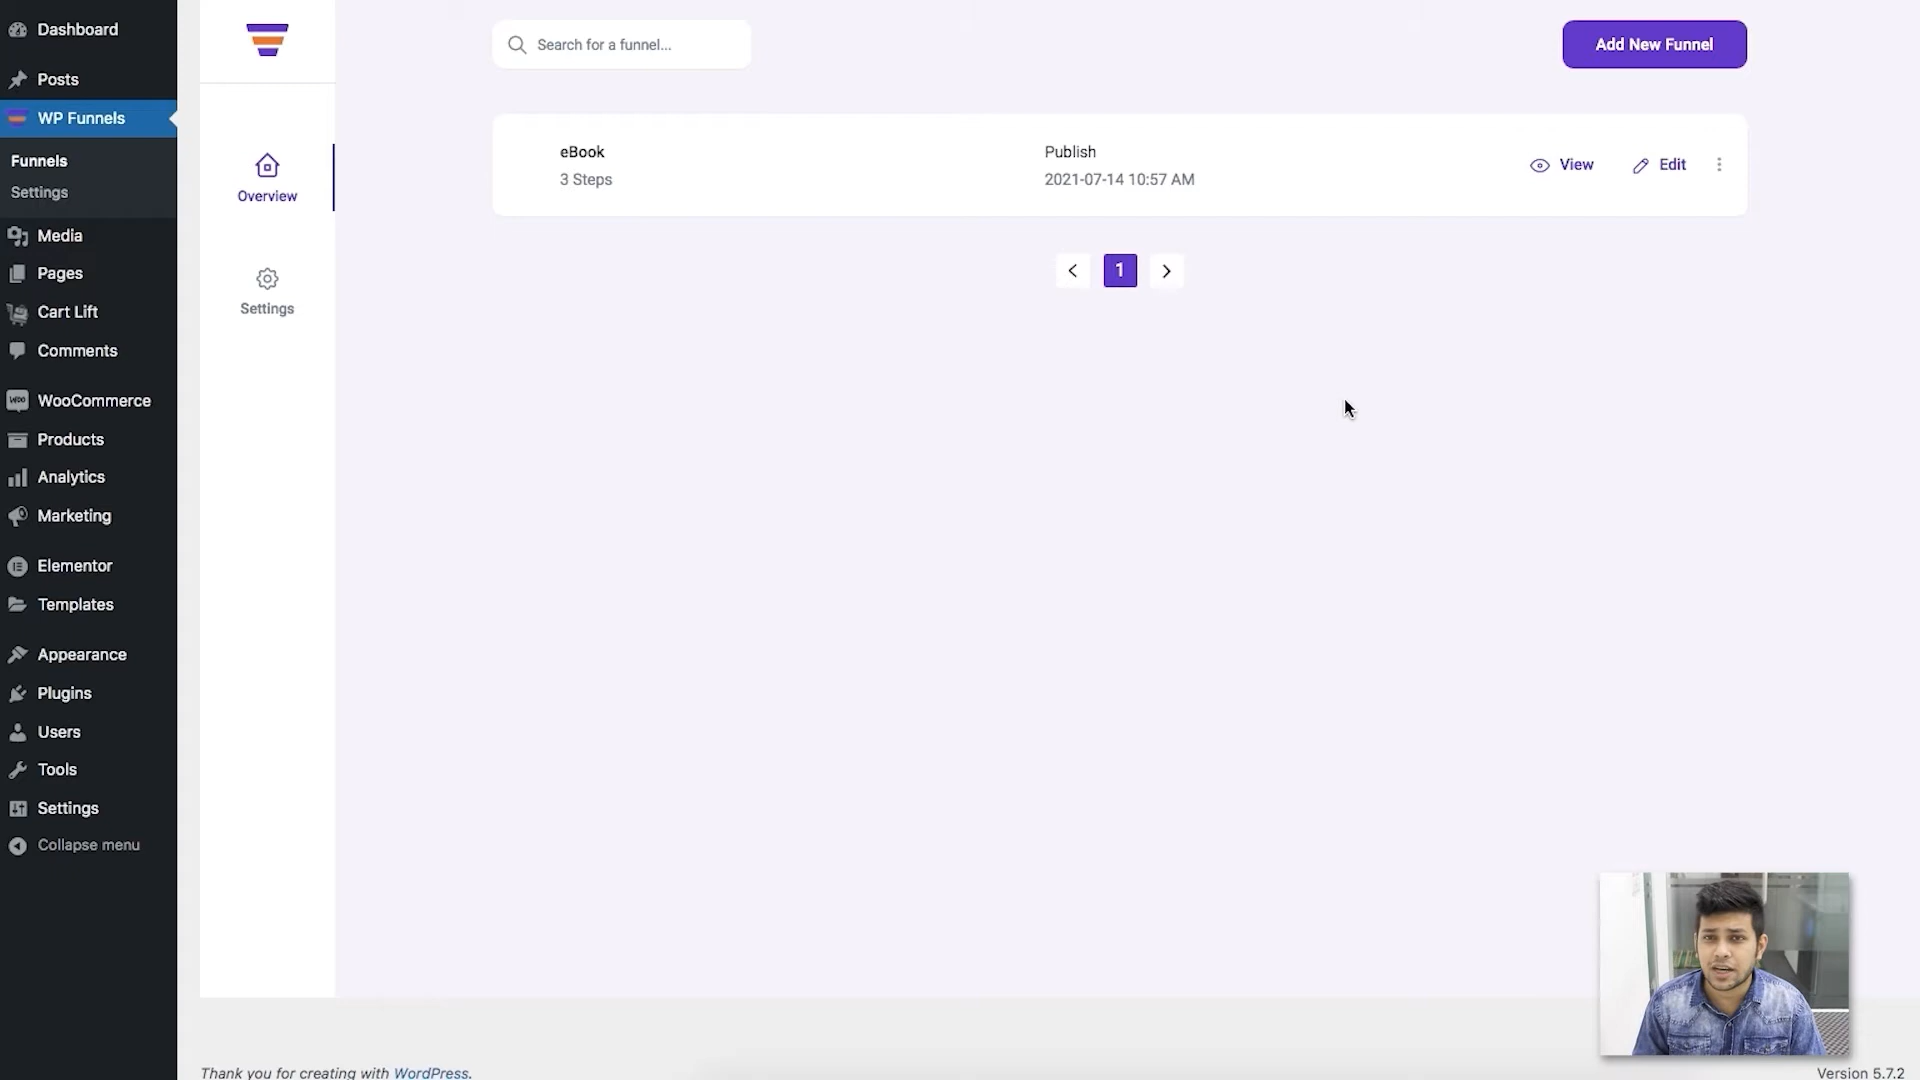 Dashboard
Posts
WP Funnels
Funnels
Settings
Media
Pages
Cart Lift
Comments
WooCommerce
Products
Analytics
Marketing
Elementor
Templates
Appearance
Plugins
Users
Tools
Settings
Collapse menu
Overview
Settings
Search for a funnel...
Add New Funnel
eBook
3 Steps
Publish
2021-07-14 10:57 AM
View
Edit
1
Thank you for creating with WordPress.
Version 5.7.2